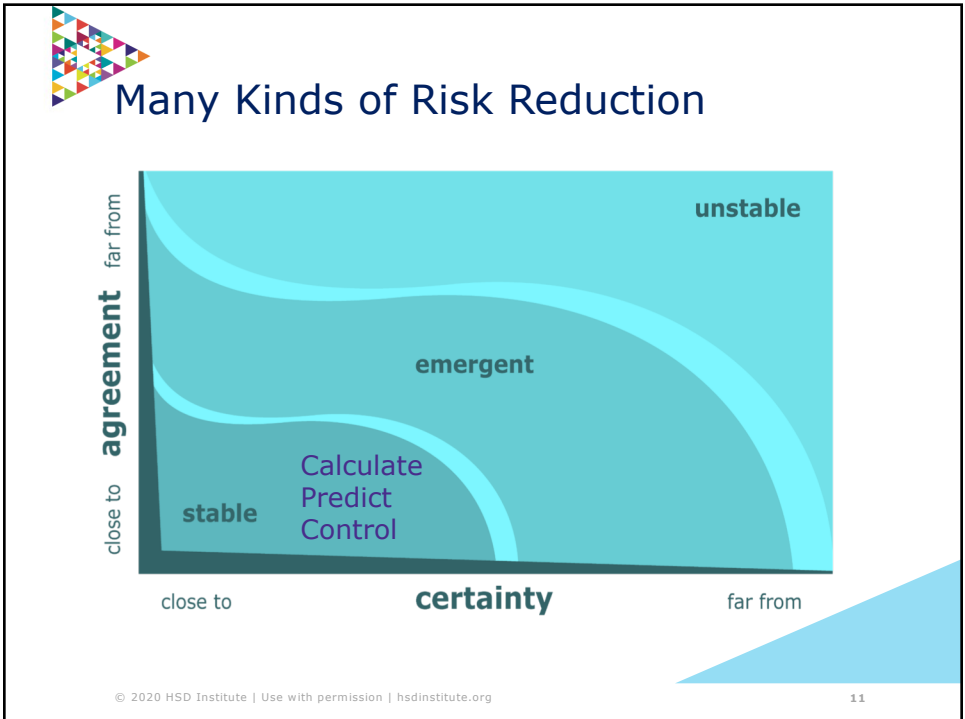 Many Kinds of Risk Reduction
far from
agreement
close to
unstable
emergent
Calculate
Predict
Control
stable
close to
certainty
far from
© 2020 HSD Institute | Use with permission | hsdinstitute.org
11